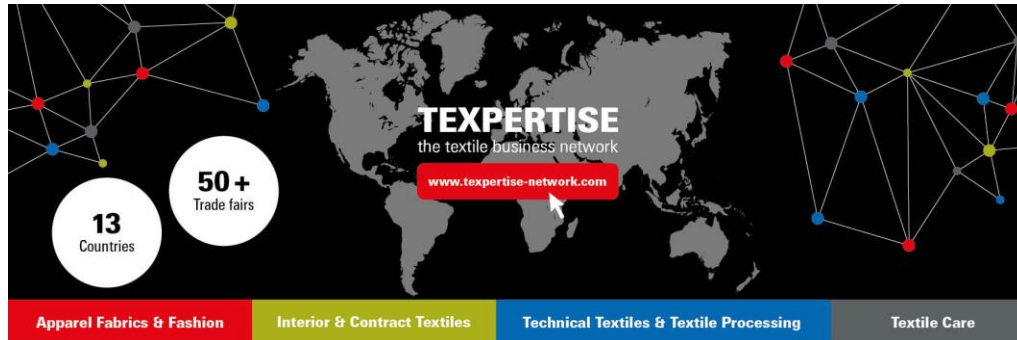 TEXPERTISE
the textile business network
www.texpertise-network.com
50+
Trade fairs
13
Countries
Apparel Fabrics & Fashion
Interior & Contract Textiles
Technical Textiles & Textile Processing
Textile Care